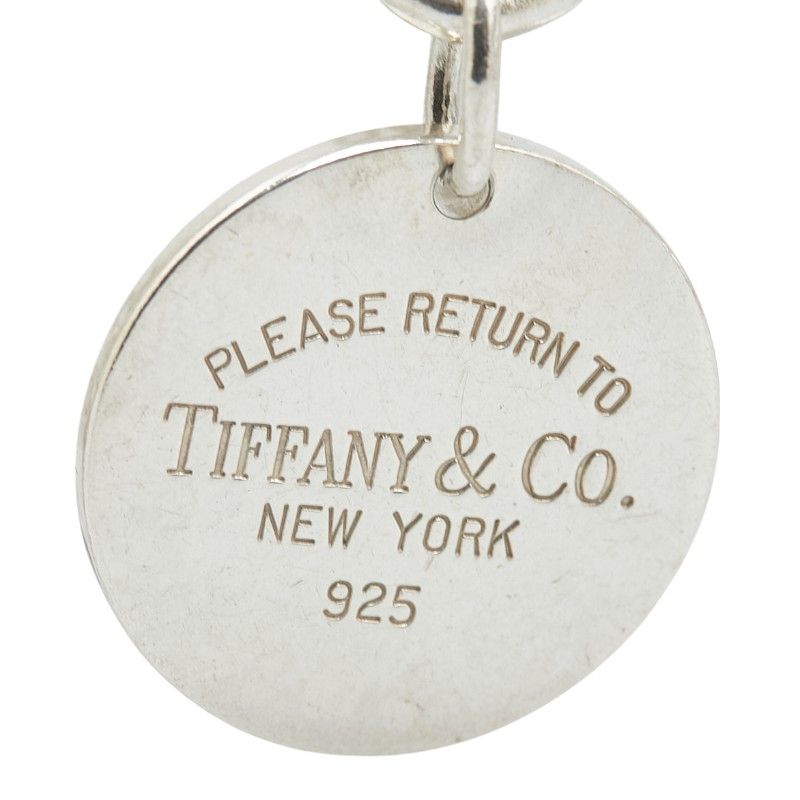 PLEASE RETURN TO
TIFFANY & CO.
NEW YORK
925